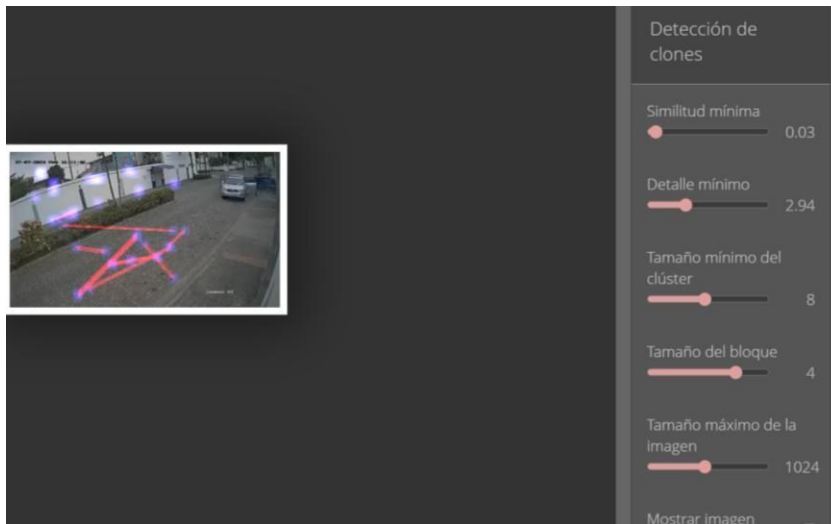 Detección de
clones
Similitud mínima
0.03
Detalle mínimo
2.94
Tamaño mínimo del
clúster
8
Tamaño del bloque
4
Tamaño máximo de la
imagen
1024
Mostrar imagen